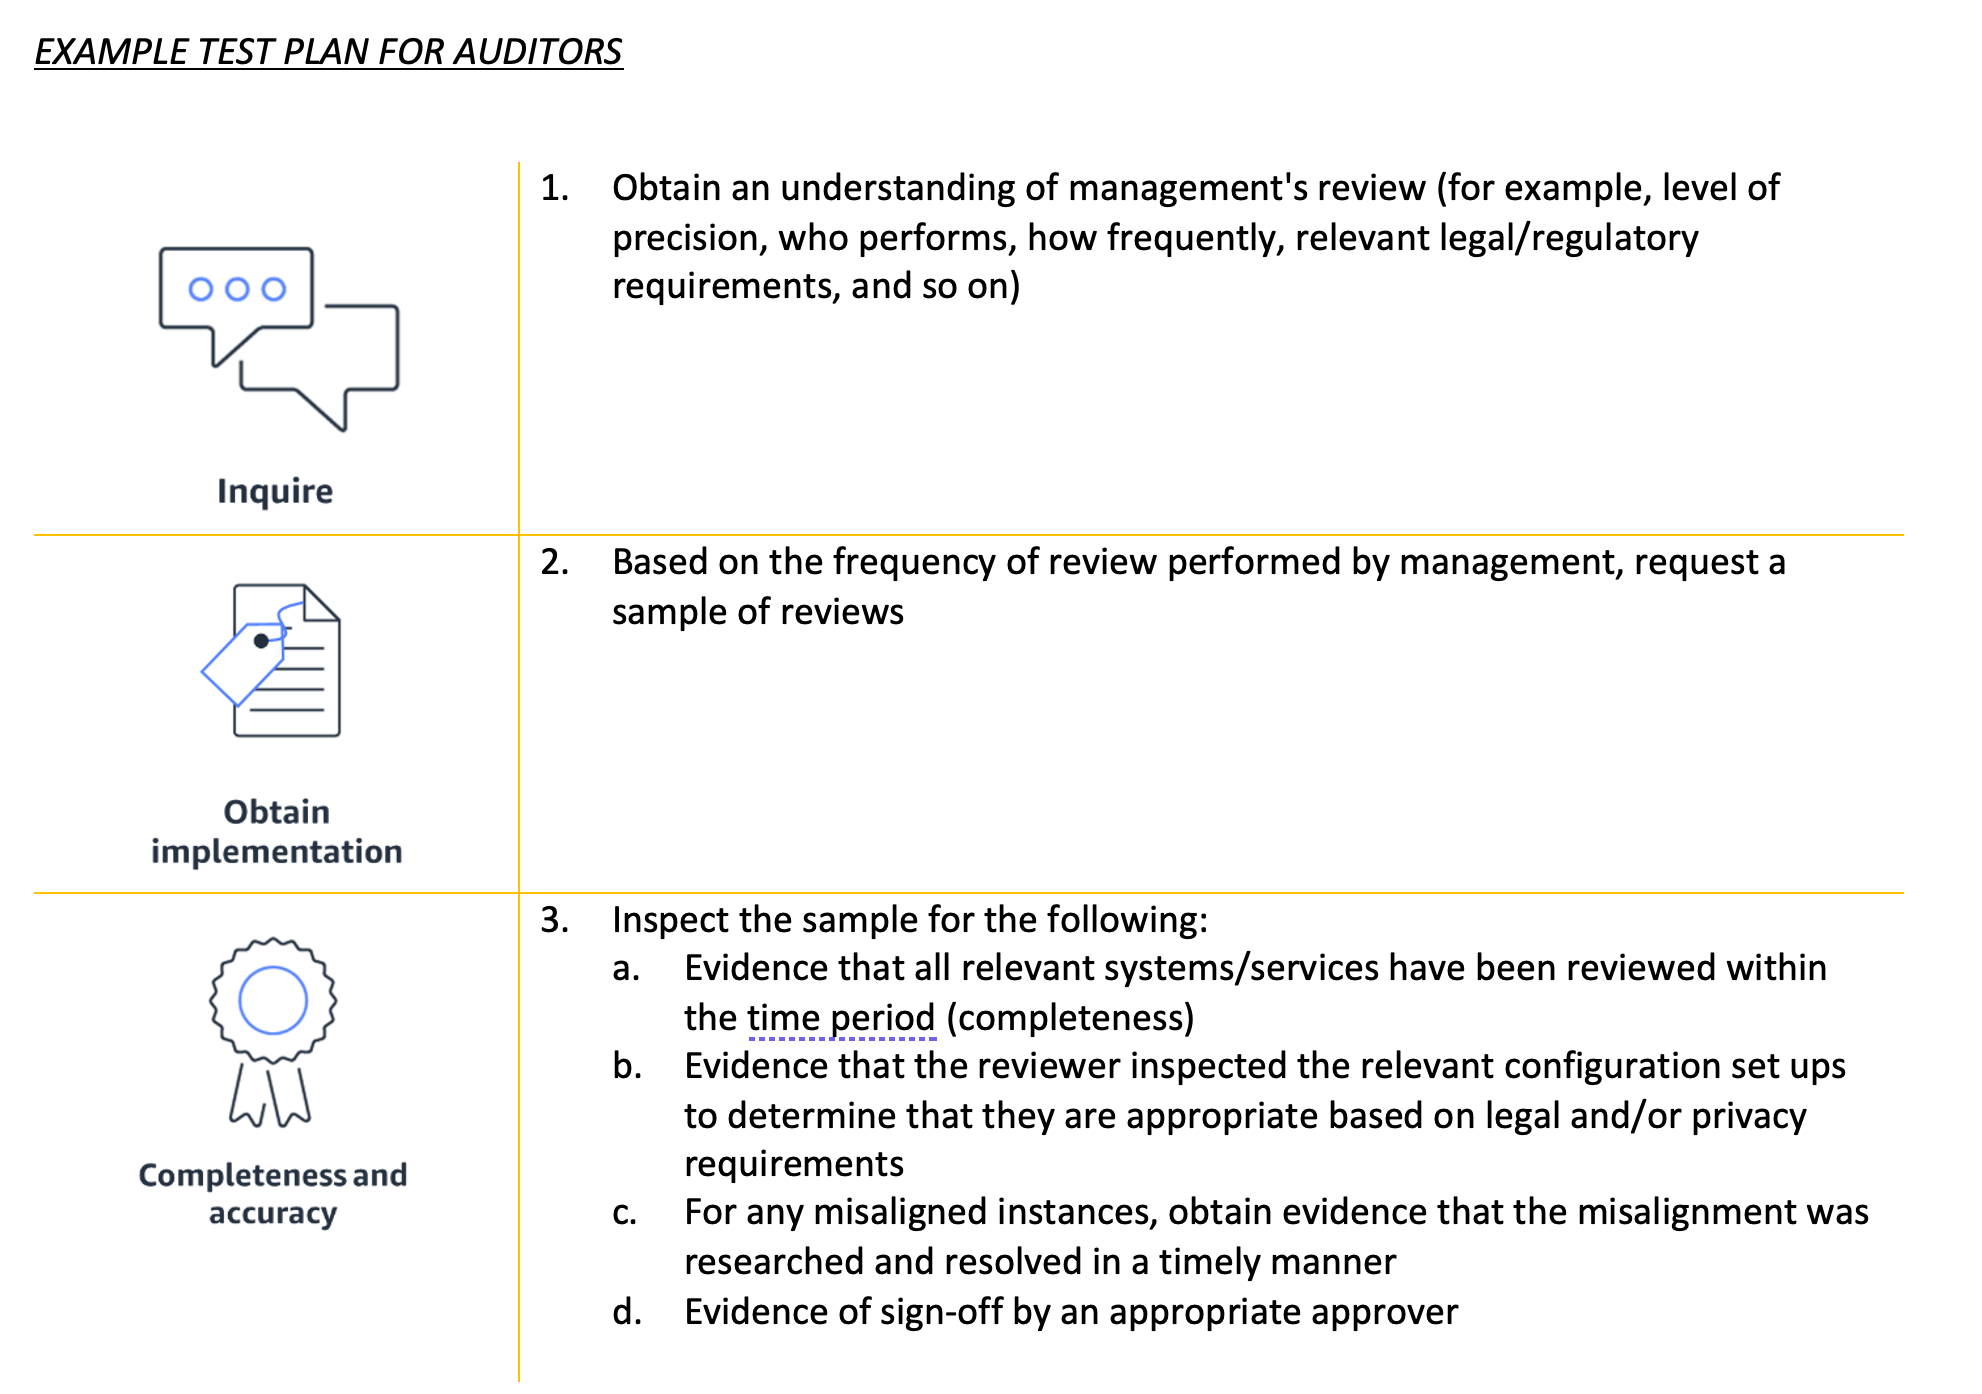 EXAMPLE TEST PLAN FOR AUDITORS
Inquire
1. Obtain an understanding of management's review (for example, level of
precision, who performs, how frequently, relevant legal/regulatory
requirements, and so on)
Obtain
implementation
2. Based on the frequency of review performed by management, request a
sample of reviews
Completeness and
accuracy
3. Inspect the sample for the following:
a. Evidence that all relevant systems/services have been reviewed within
the time period (completeness)
b. Evidence that the reviewer inspected the relevant configuration set ups
to determine that they are appropriate based on legal and/or privacy
requirements
c. For any misaligned instances, obtain evidence that the misalignment was
researched and resolved in a timely manner
d. Evidence of sign-off by an appropriate approver